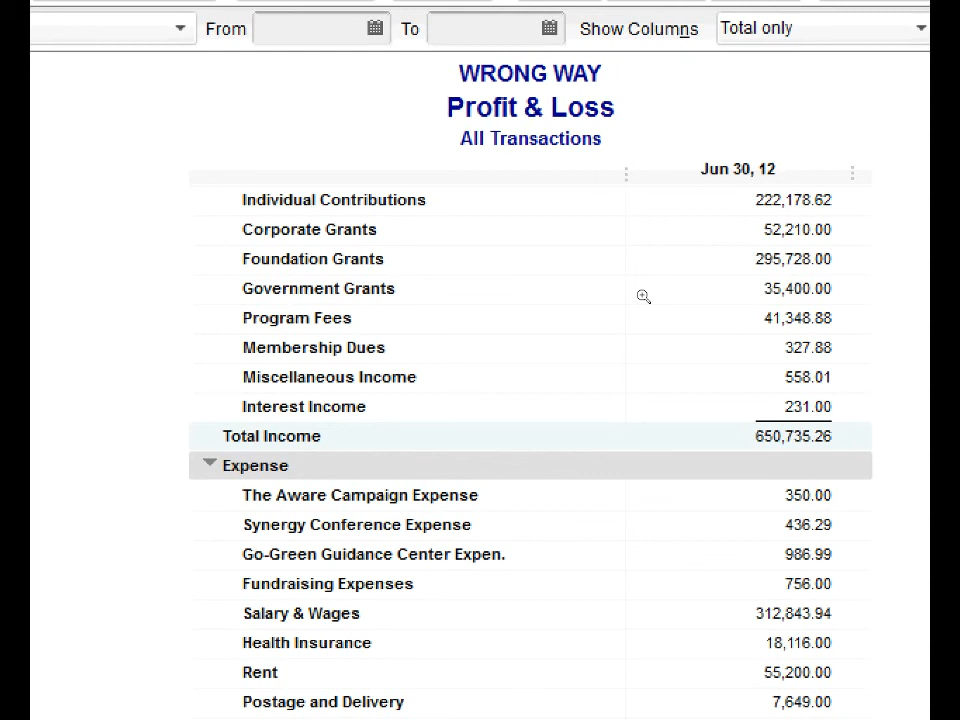 From To Show Columns Total only
WRONG WAY
Profit & Loss
All Transactions
Jun 30, 12
Individual Contributions 222,178.62
Corporate Grants 52,210.00
Foundation Grants 295,728.00
Government Grants 35,400.00
Program Fees 41,348.88
Membership Dues 327.88
Miscellaneous Income 558.01
Interest Income 231.00
Total Income 650,735.26
Expense
The Aware Campaign Expense 350.00
Synergy Conference Expense 436.29
Go-Green Guidance Center Expen. 986.99
Fundraising Expenses 756.00
Salary & Wages 312,843.94
Health Insurance 18,116.00
Rent 55,200.00
Postage and Delivery 7,649.00